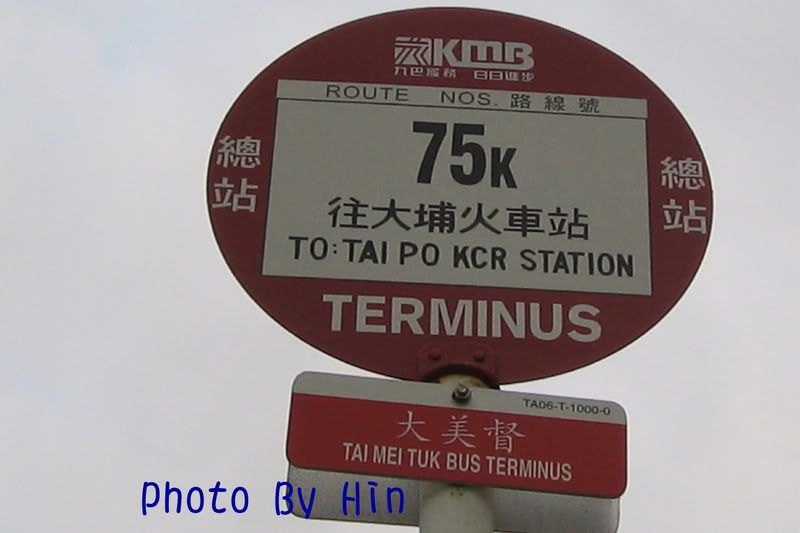 KMB
九巴服務 日日進步
ROUTE NOS. 路線號
總站
75K
總站
往大埔火車站
TO: TAI PO KCR STATION
TERMINUS
TA06-T-1000-0
大美督
TAI MEI TUK BUS TERMINUS
Photo By Hin